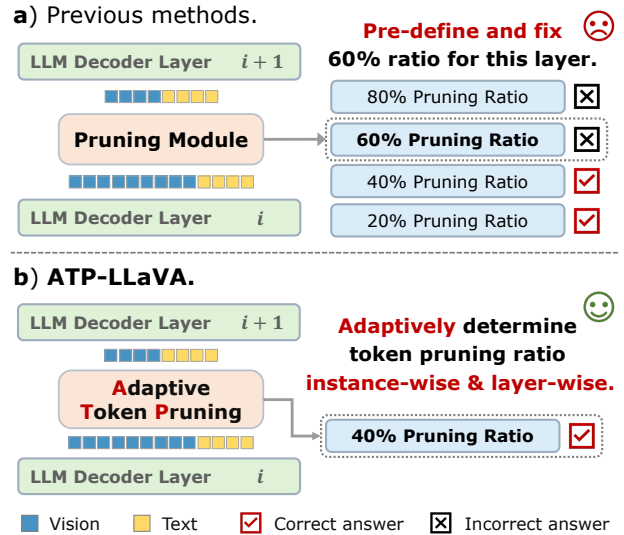 a) Previous methods.
Pre-define and fix
60% ratio for this layer.
LLM Decoder Layer i + 1
Pruning Module
LLM Decoder Layer i
80% Pruning Ratio
60% Pruning Ratio
40% Pruning Ratio
20% Pruning Ratio
b) ATP-LLaVA.
LLM Decoder Layer i + 1
Adaptive
Token Pruning
LLM Decoder Layer i
Adaptively determine
token pruning ratio
instance-wise & layer-wise.
40% Pruning Ratio
Vision Text Correct answer Incorrect answer